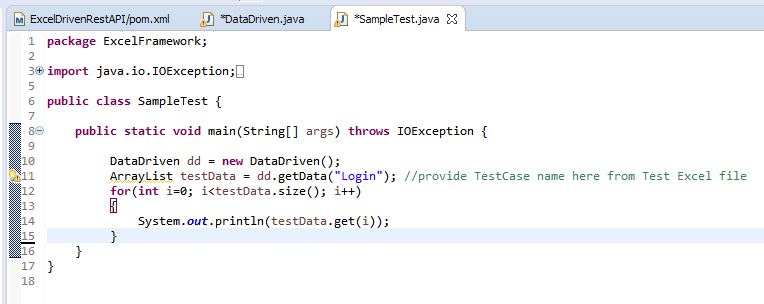 ExcelDrivenRestAPI/pom.xml *DataDriven.java *SampleTest.java
1 package ExcelFramework;
2
3 import java.io.IOException;
5
6 public class SampleTest {
7
8 public static void main(String[] args) throws IOException {
9
10 DataDriven dd = new DataDriven();
11 ArrayList testData = dd.getData("Login"); //provide TestCase name here from Test Excel file
12 for(int i=0; i<testData.size(); i++)
13 {
14 System.out.println(testData.get(i));
15 }
16 }
17 }
18